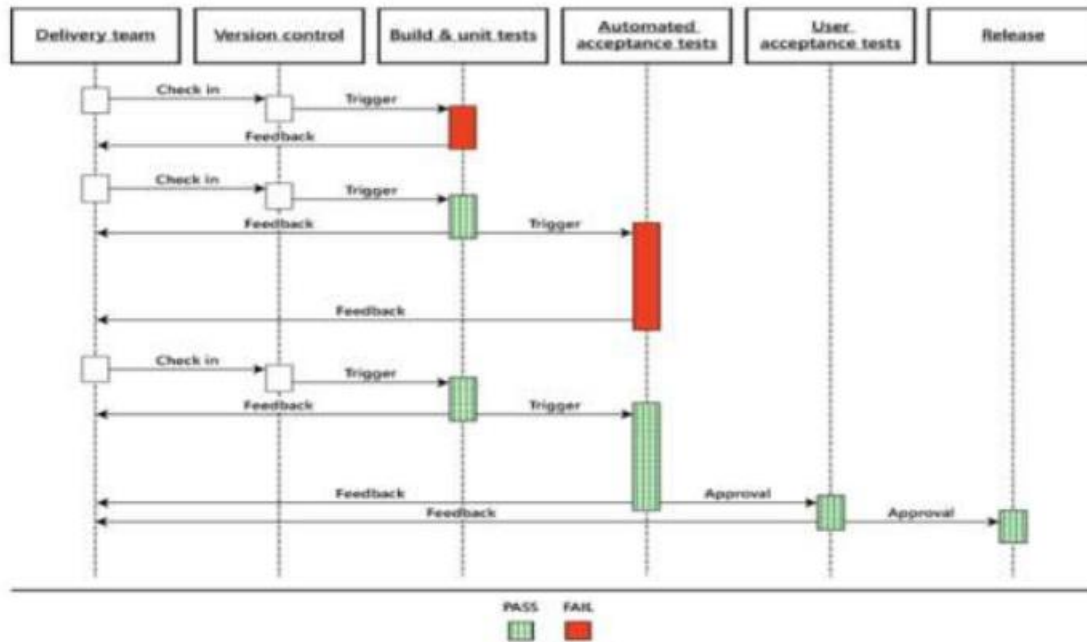 Delivery team
Version control
Build & unit tests
Automated
acceptance tests
User
acceptance tests
Release
Check in
Trigger
Feedback
Check in
Trigger
Feedback
Trigger
Feedback
Check in
Trigger
Feedback
Trigger
Feedback
Approval
Feedback
Approval
PASS
FAIL